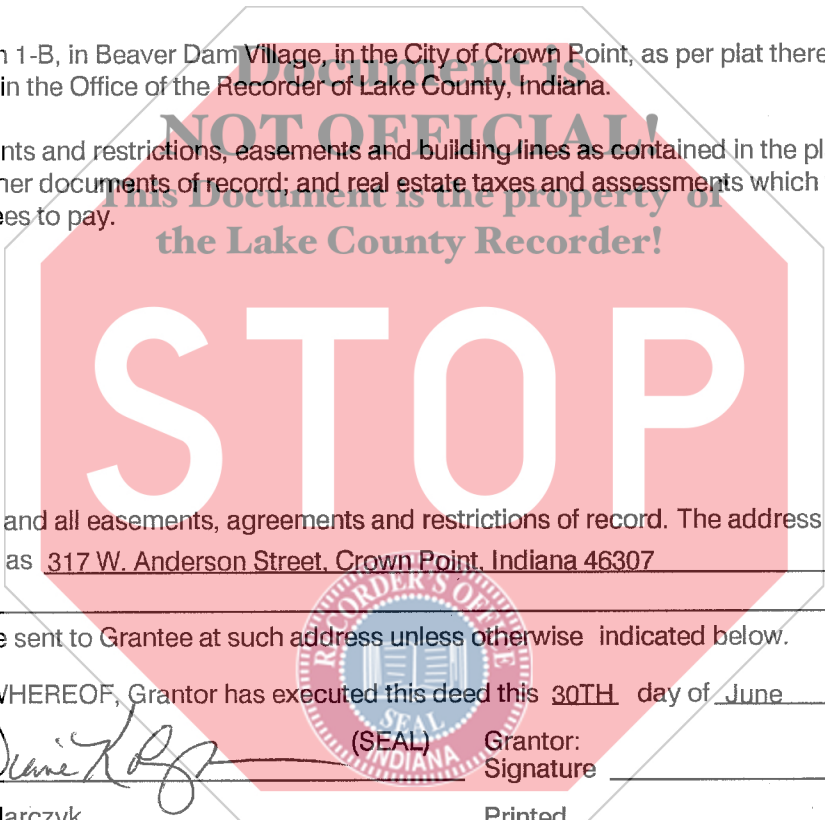 n 1-B, in Beaver Dam Village, in the City of Crown Point, as per plat there
in the Office of the Recorder of Lake County, Indiana.
Document is
NOT OFFICIAL!
This Document is the property of
the Lake County Recorder!
nts and restrictions, easements and building lines as contained in the pl
ner documents of record; and real estate taxes and assessments which
ees to pay.
STOP
and all easements, agreements and restrictions of record. The address
as 317 W. Anderson Street, Crown Point, Indiana 46307
RECORDER'S OFFICE
SEAL
INDIANA
e sent to Grantee at such address unless otherwise indicated below.
WHEREOF, Grantor has executed this deed this 30TH day of June
(SEAL) Grantor:
Signature
Marczyk Printed